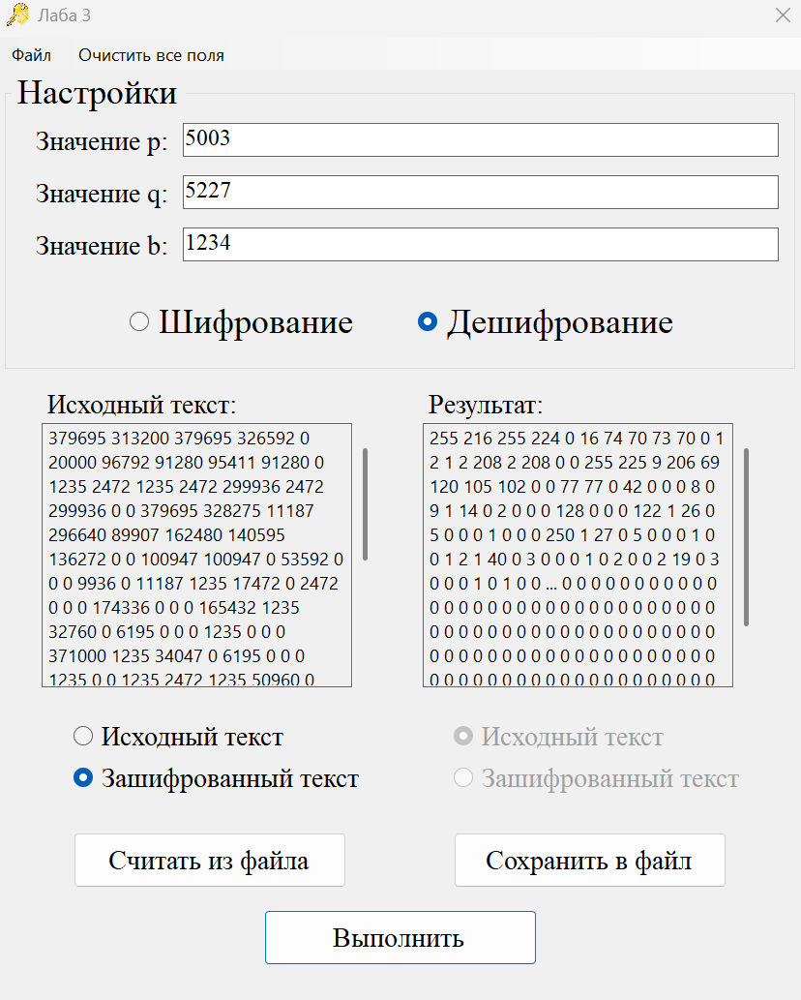 Лаба 3
Файл Очистить все поля
Настройки
Значение p: 5003
Значение q: 5227
Значение b: 1234
Шифрование Дешифрование
Исходный текст:
379695 313200 379695 326592 0
20000 96792 91280 95411 91280 0
1235 2472 1235 2472 299936 2472
299936 0 0 379695 328275 11187
296640 89907 162480 140595
136272 0 0 100947 100947 0 53592 0
0 0 9936 0 11187 1235 17472 0 2472
0 0 0 174336 0 0 0 165432 1235
32760 0 6195 0 0 0 1235 0 0 0
371000 1235 34047 0 6195 0 0 0
1235 0 0 1235 2472 1235 50960 0
Результат:
255 216 255 224 0 16 74 70 73 70 0 1
2 1 2 208 2 208 0 0 255 225 9 206 69
120 105 102 0 0 77 77 0 42 0 0 0 8 0
9 1 14 0 2 0 0 0 128 0 0 0 122 1 26 0
5 0 0 0 1 0 0 0 250 1 27 0 5 0 0 0 1 0
0 1 2 1 40 0 3 0 0 0 1 0 2 0 0 2 19 0 3
0 0 0 1 0 1 0 0 ... 0 0 0 0 0 0 0 0 0 0 0
0 0 0 0 0 0 0 0 0 0 0 0 0 0 0 0 0 0 0 0
0 0 0 0 0 0 0 0 0 0 0 0 0 0 0 0 0 0 0 0
0 0 0 0 0 0 0 0 0 0 0 0 0 0 0 0 0 0 0 0
0 0 0 0 0 0 0 0 0 0 0 0 0 0 0 0 0 0 0 0
Исходный текст
Зашифрованный текст
Исходный текст
Зашифрованный текст
Считать из файла
Сохранить в файл
Выполнить